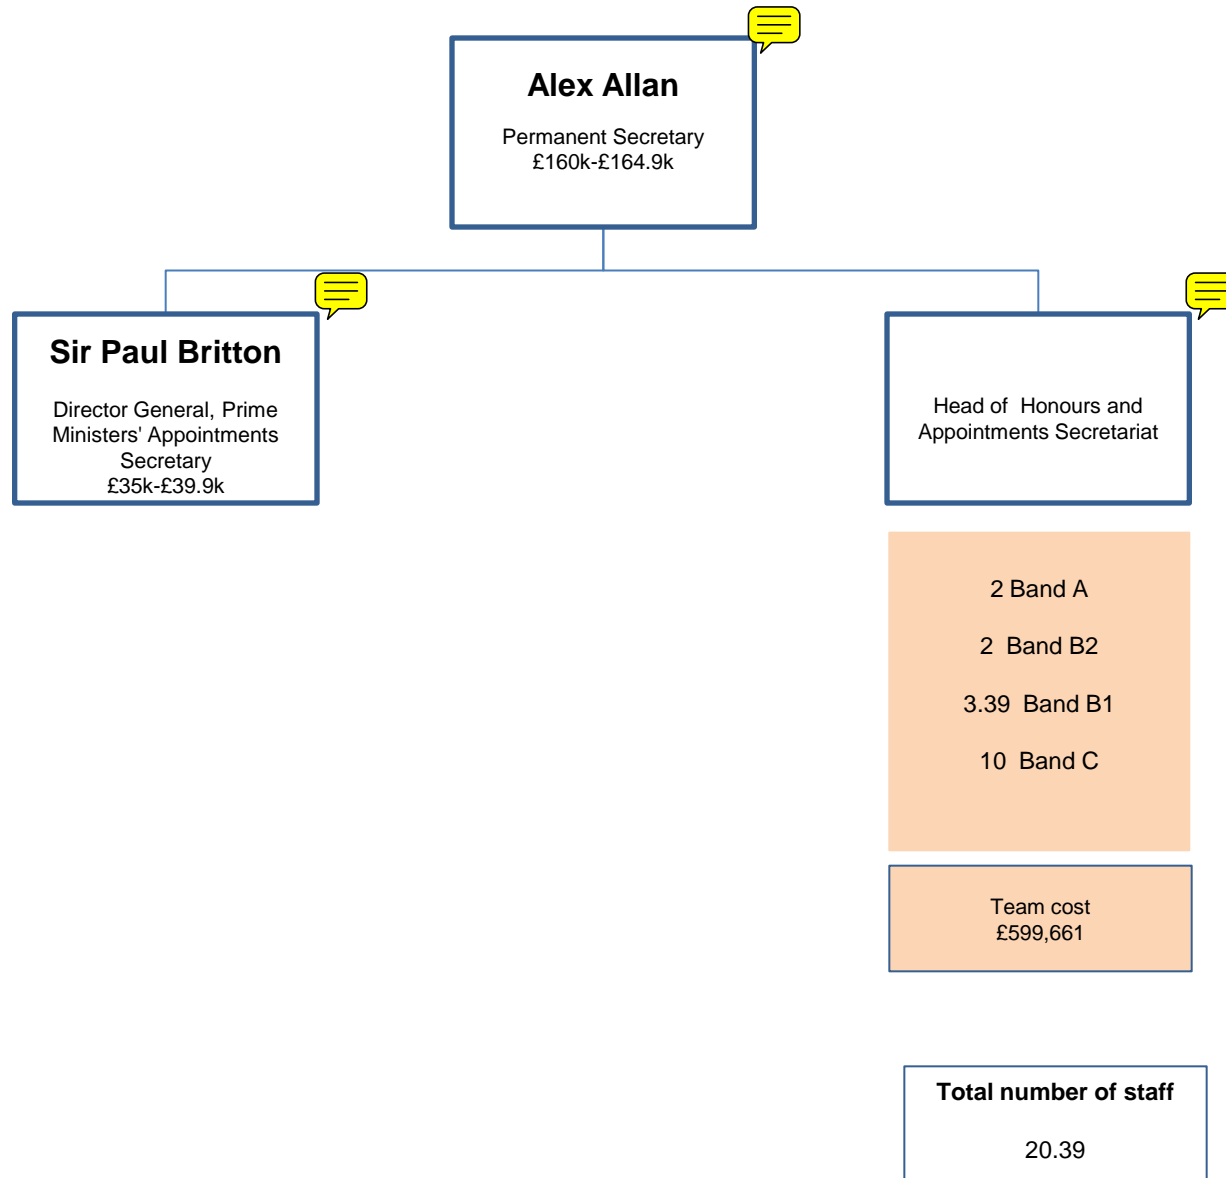 Alex Allan
Permanent Secretary
£160k-£164.9k
Sir Paul Britton
Director General, Prime
Ministers' Appointments
Secretary
£35k-£39.9k
Head of  Honours and
Appointments Secretariat
2 Band A
2  Band B2
3.39  Band B1
10  Band C
Team cost
£599,661
Total number of staff
20.39